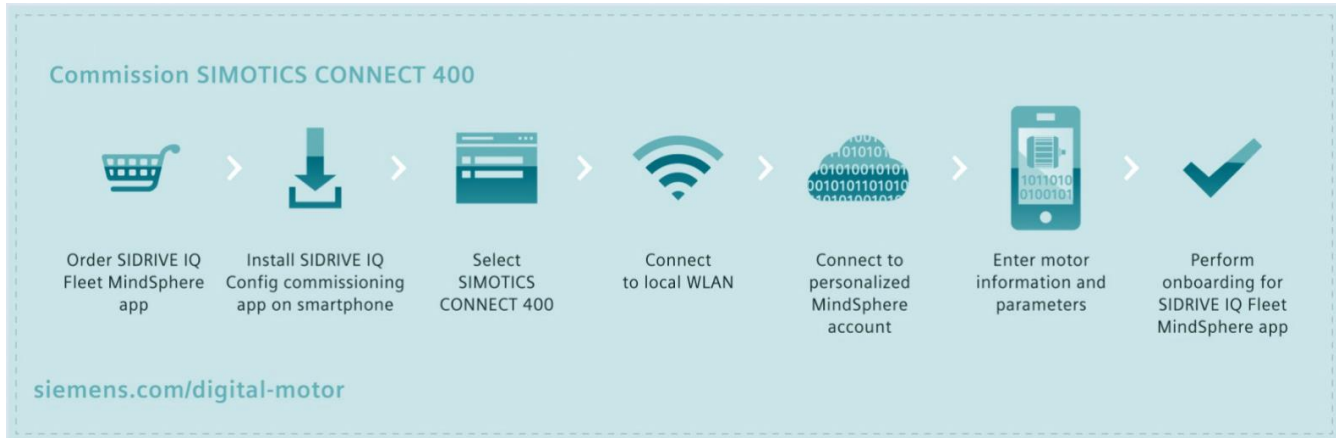 Commission SIMOTICS CONNECT 400
Order SIDRIVE IQ
Fleet MindSphere
app
Install SIDRIVE IQ
Config commissioning
app on smartphone
Select
SIMOTICS
CONNECT 400
Connect
to local WLAN
Connect to
personalized
MindSphere
account
Enter motor
information and
parameters
Perform
onboarding for
SIDRIVE IQ Fleet
MindSphere app
1011010
0100101
siemens.com/digital-motor